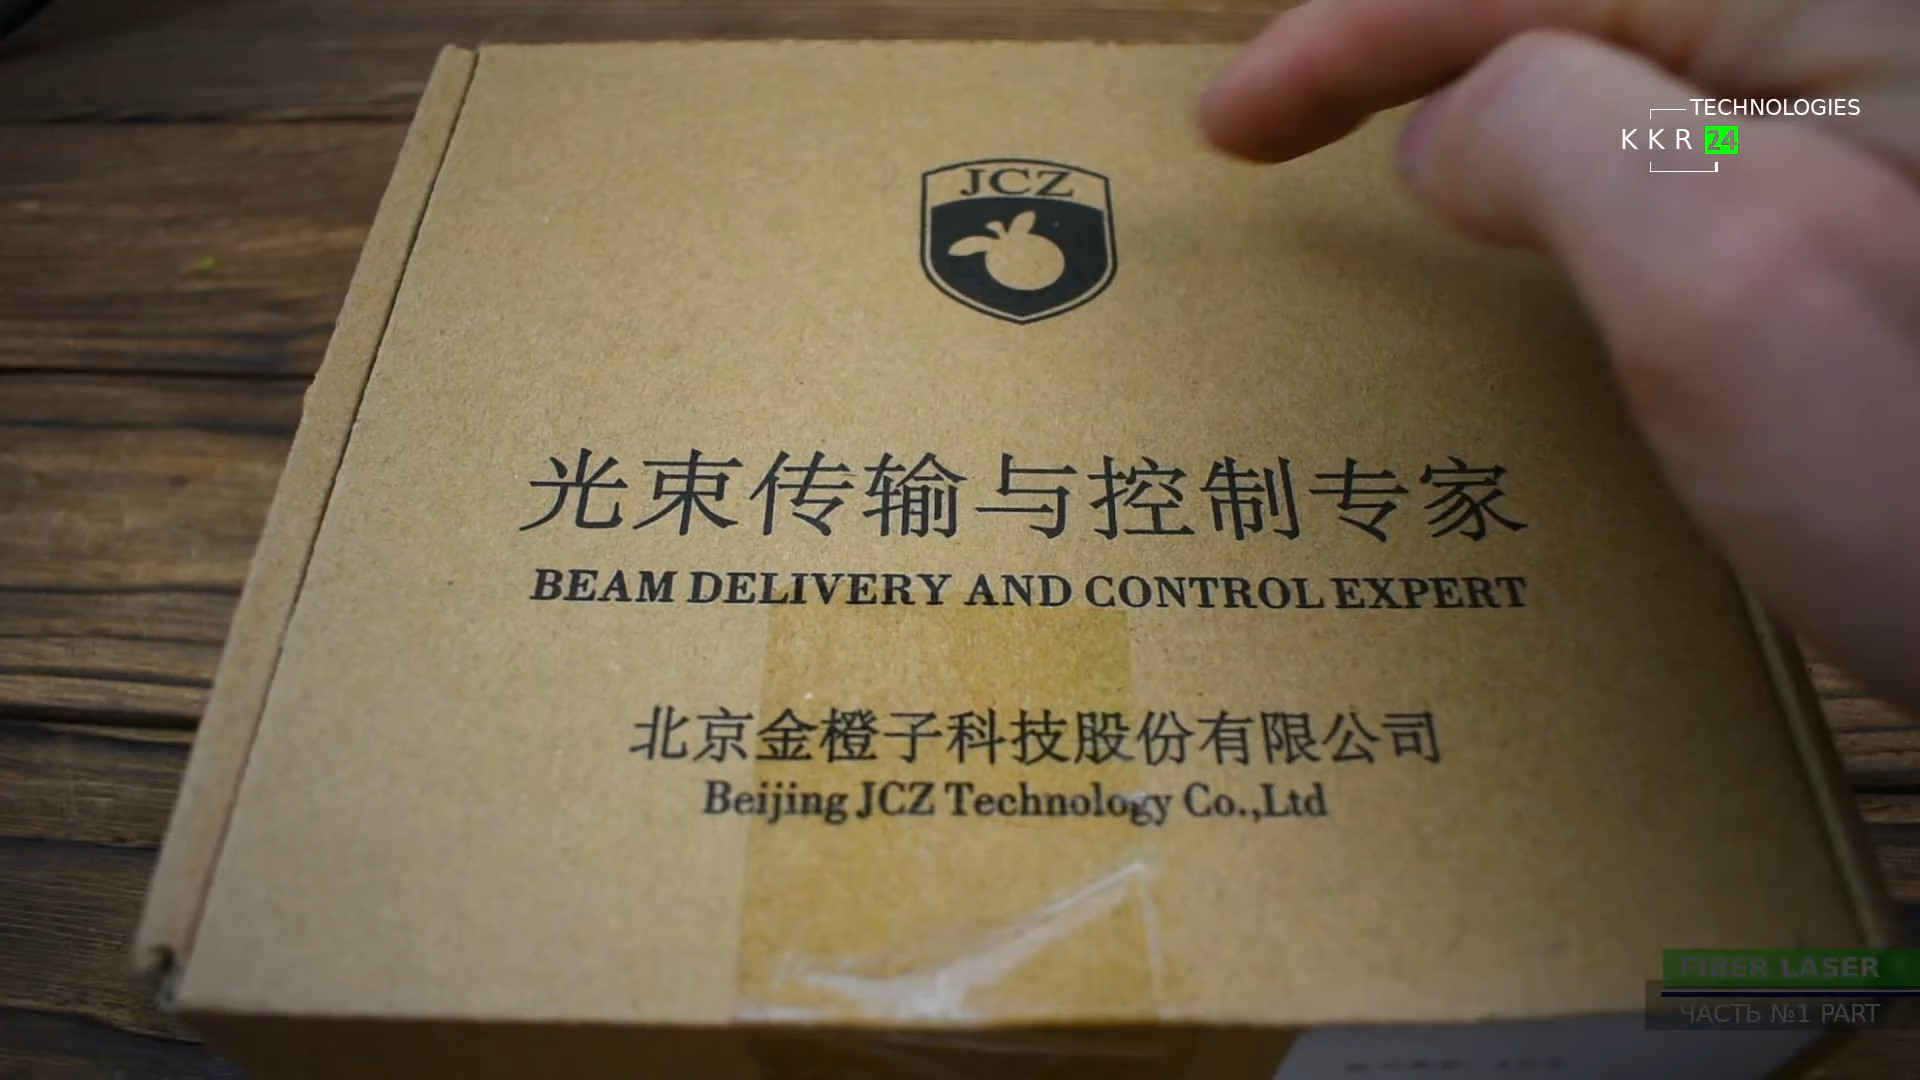 TECHNOLOGIES
KKR 24
JCZ
光束传输与控制专家
BEAM DELIVERY AND CONTROL EXPERT
北京金橙子科技股份有限公司
Beijing JCZ Technology Co.,Ltd
FIBER LASER
ЧАСТЬ №1 PART